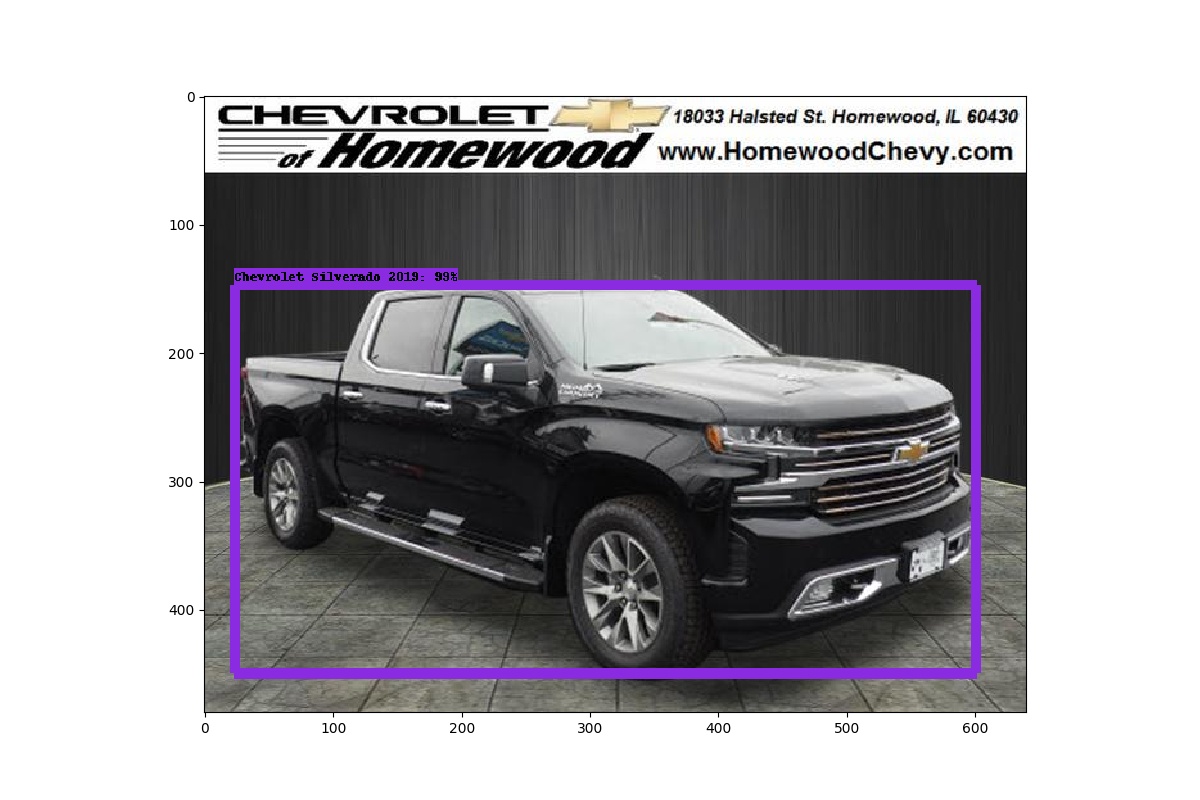 CHEVROLET
of Homewood
18033 Halsted St. Homewood, IL 60430
www.HomewoodChevy.com
Chevrolet Silverado 2019: 99%
0
100
200
300
400
0 100 200 300 400 500 600